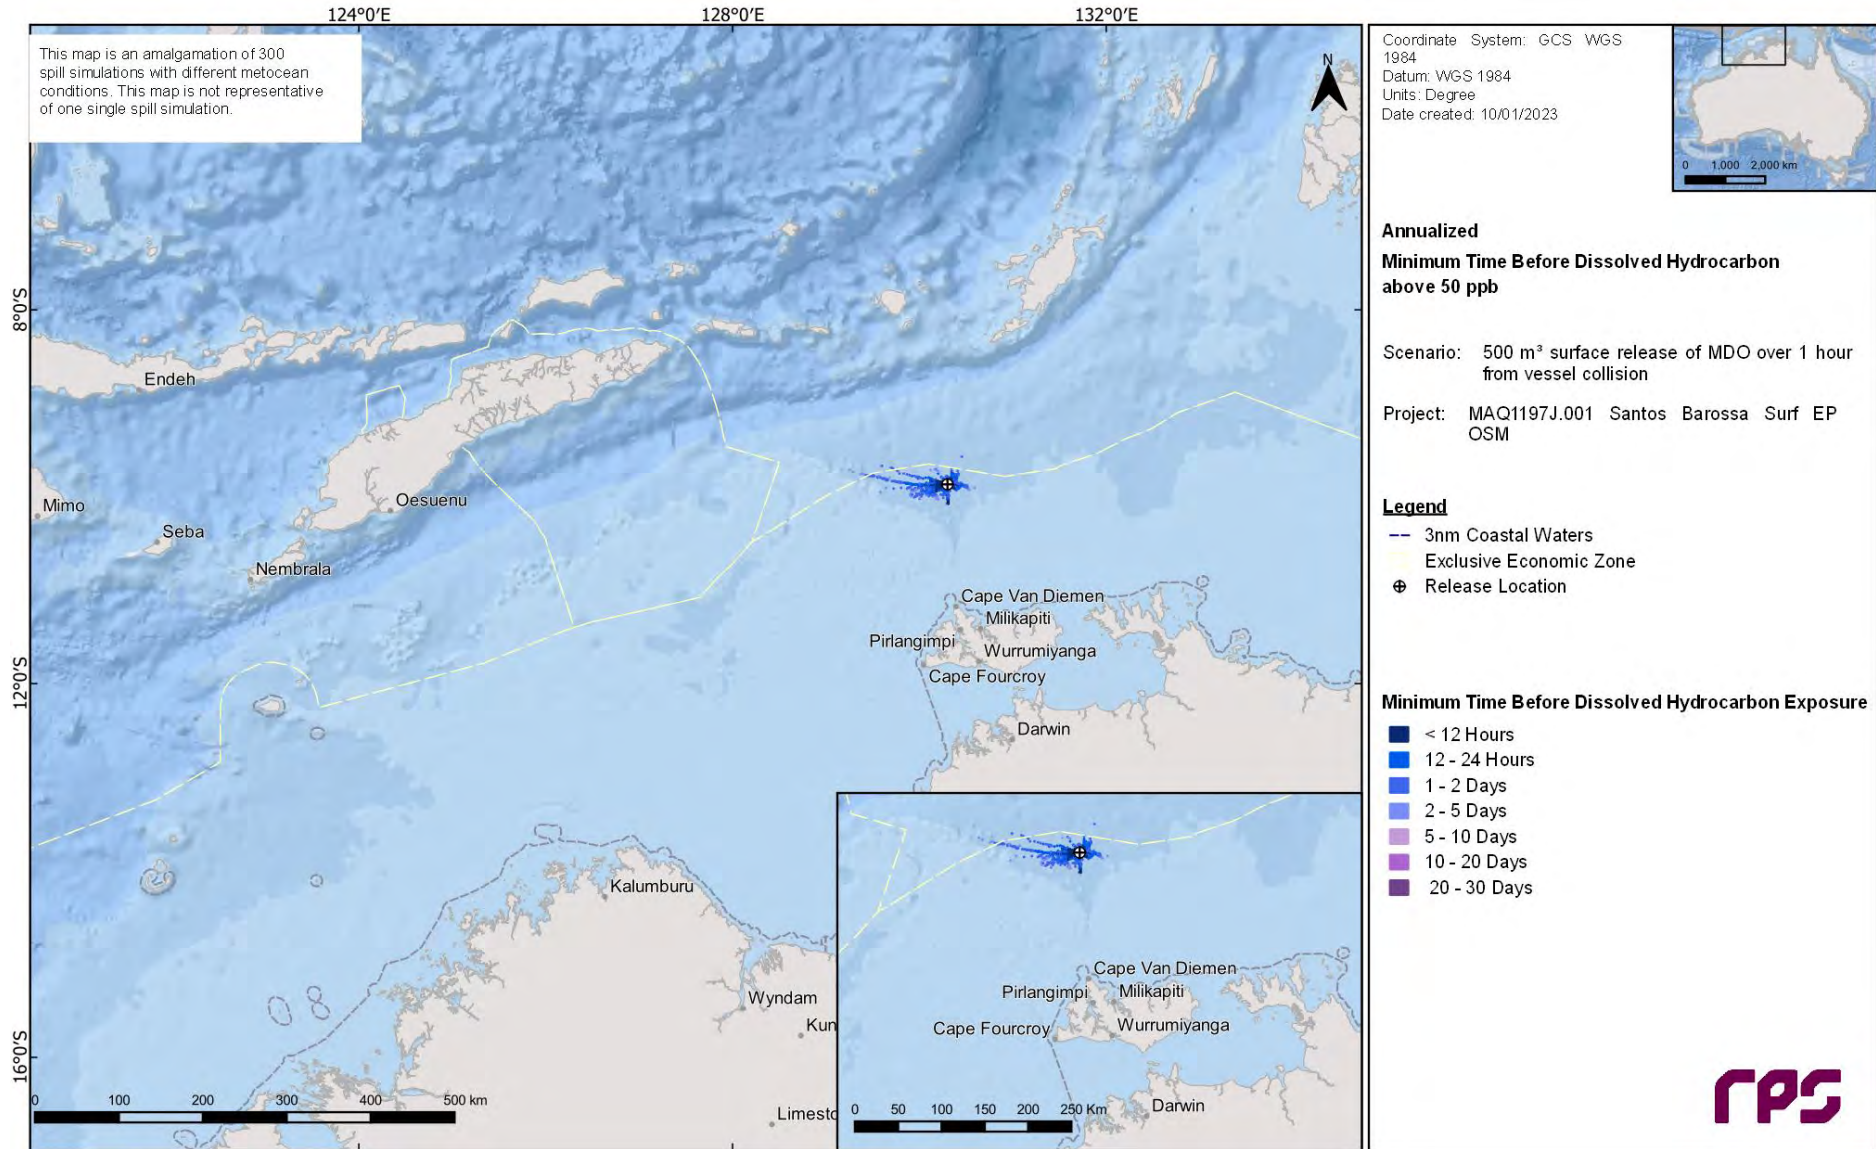 124°0'E
128°0'E
132°0'E
This map is an amalgamation of 300
spill simulations with different metocean
conditions. This map is not representative
of one single spill simulation.
N
8°0'S
12°0'S
16°0'S
Endeh
Mimo
Seba
Oesuenu
Nembrala
Cape Van Diemen
Milikapiti
Pirlangimpi
Wurrumiyanga
Cape Fourcroy
Darwin
Kalumburu
Wyndam
Kun
Limesto
0 100 200 300 400 500 km
Cape Van Diemen
Pirlangimpi
Milikapiti
Cape Fourcroy
Wurrumiyanga
Darwin
0 50 100 150 200 250 Km
Coordinate System: GCS WGS
1984
Datum: WGS 1984
Units: Degree
Date created: 10/01/2023
0 1,000 2,000 km
Annualized
Minimum Time Before Dissolved Hydrocarbon
above 50 ppb
Scenario: 500 m³ surface release of MDO over 1 hour
from vessel collision
Project: MAQ1197J.001 Santos Barossa Surf EP
OSM
Legend
3nm Coastal Waters
Exclusive Economic Zone
Release Location
Minimum Time Before Dissolved Hydrocarbon Exposure
< 12 Hours
12 - 24 Hours
1 - 2 Days
2 - 5 Days
5 - 10 Days
10 - 20 Days
20 - 30 Days
rps